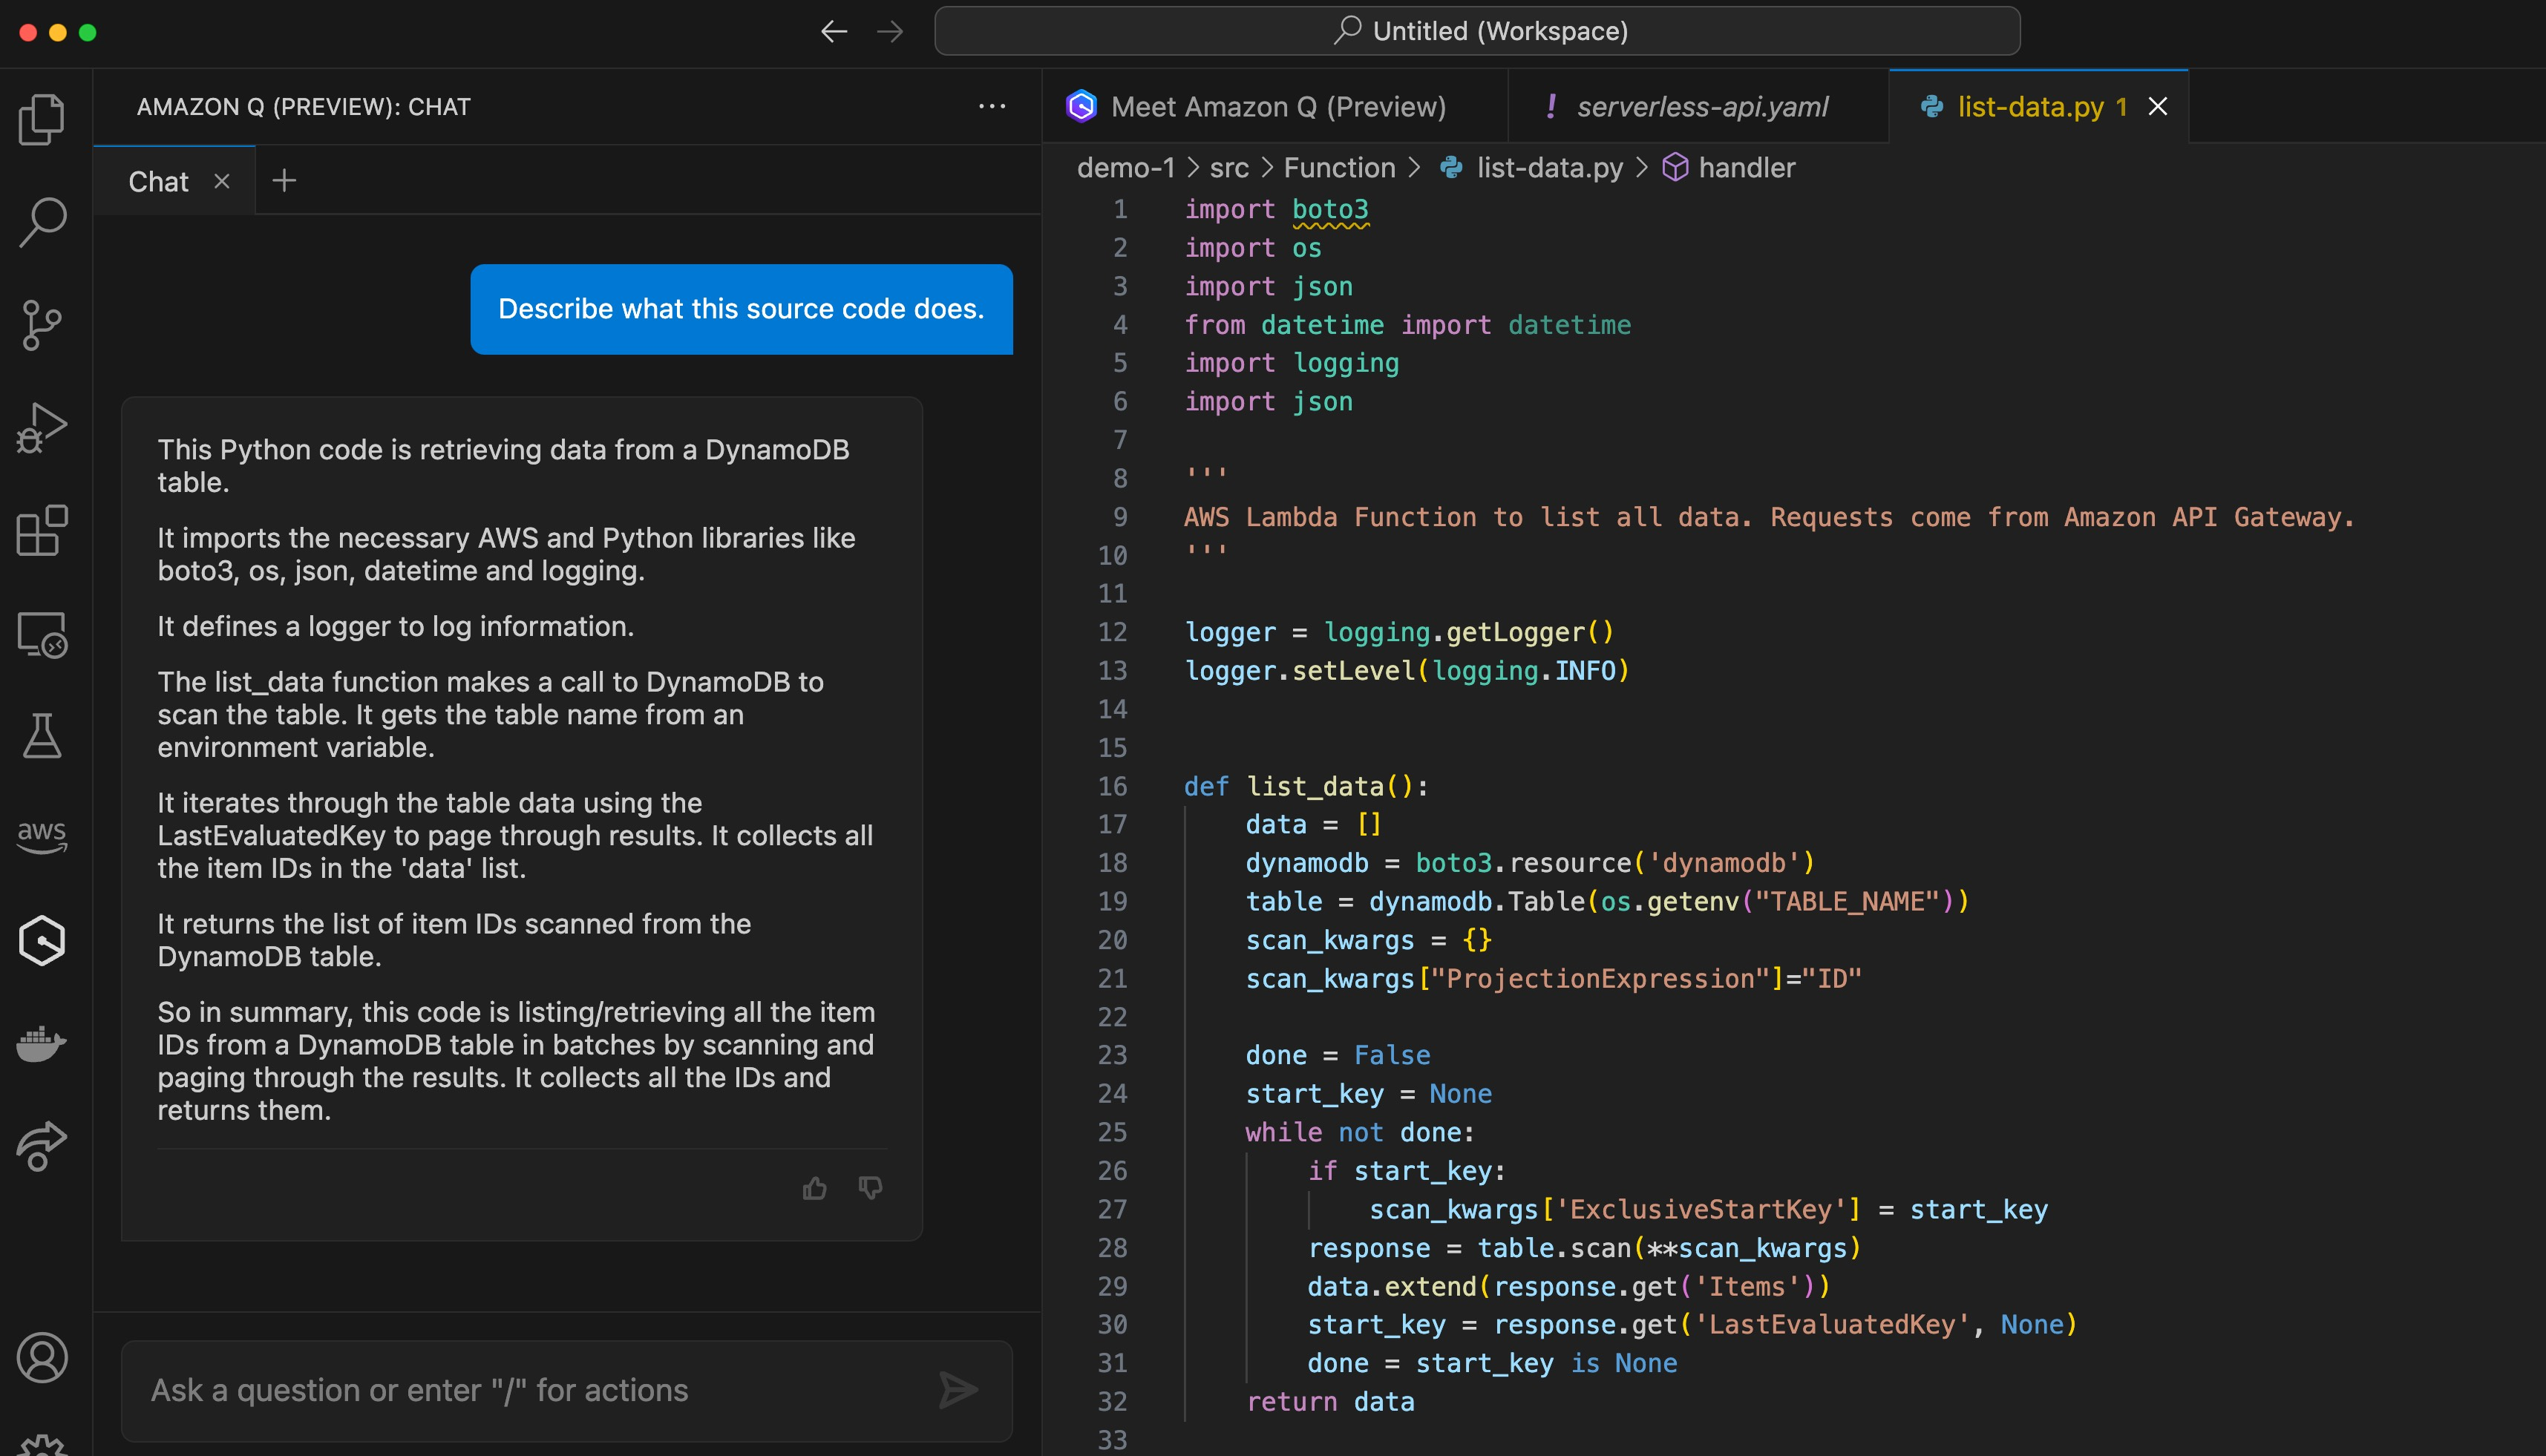 Untitled (Workspace)
AMAZON Q (PREVIEW): CHAT
Chat
Describe what this source code does.
This Python code is retrieving data from a DynamoDB
table.
It imports the necessary AWS and Python libraries like
boto3, os, json, datetime and logging.
It defines a logger to log information.
The list_data function makes a call to DynamoDB to
scan the table. It gets the table name from an
environment variable.
It iterates through the table data using the
LastEvaluatedKey to page through results. It collects all
the item IDs in the 'data' list.
It returns the list of item IDs scanned from the
DynamoDB table.
So in summary, this code is listing/retrieving all the item
IDs from a DynamoDB table in batches by scanning and
paging through the results. It collects all the IDs and
returns them.
Ask a question or enter "/" for actions
aws
Meet Amazon Q (Preview)
! serverless-api.yaml
list-data.py 1
demo-1 > src > Function > list-data.py > handler
1 import boto3
2 import os
3 import json
4 from datetime import datetime
5 import logging
6 import json
7
8 '''
9 AWS Lambda Function to list all data. Requests come from Amazon API Gateway.
10 '''
11
12 logger = logging.getLogger()
13 logger.setLevel(logging.INFO)
14
15
16 def list_data():
17     data = []
18     dynamodb = boto3.resource('dynamodb')
19     table = dynamodb.Table(os.getenv("TABLE_NAME"))
20     scan_kwargs = {}
21     scan_kwargs["ProjectionExpression"]="ID"
22
23     done = False
24     start_key = None
25     while not done:
26         if start_key:
27             scan_kwargs['ExclusiveStartKey'] = start_key
28         response = table.scan(**scan_kwargs)
29         data.extend(response.get('Items'))
30         start_key = response.get('LastEvaluatedKey', None)
31         done = start_key is None
32     return data
33